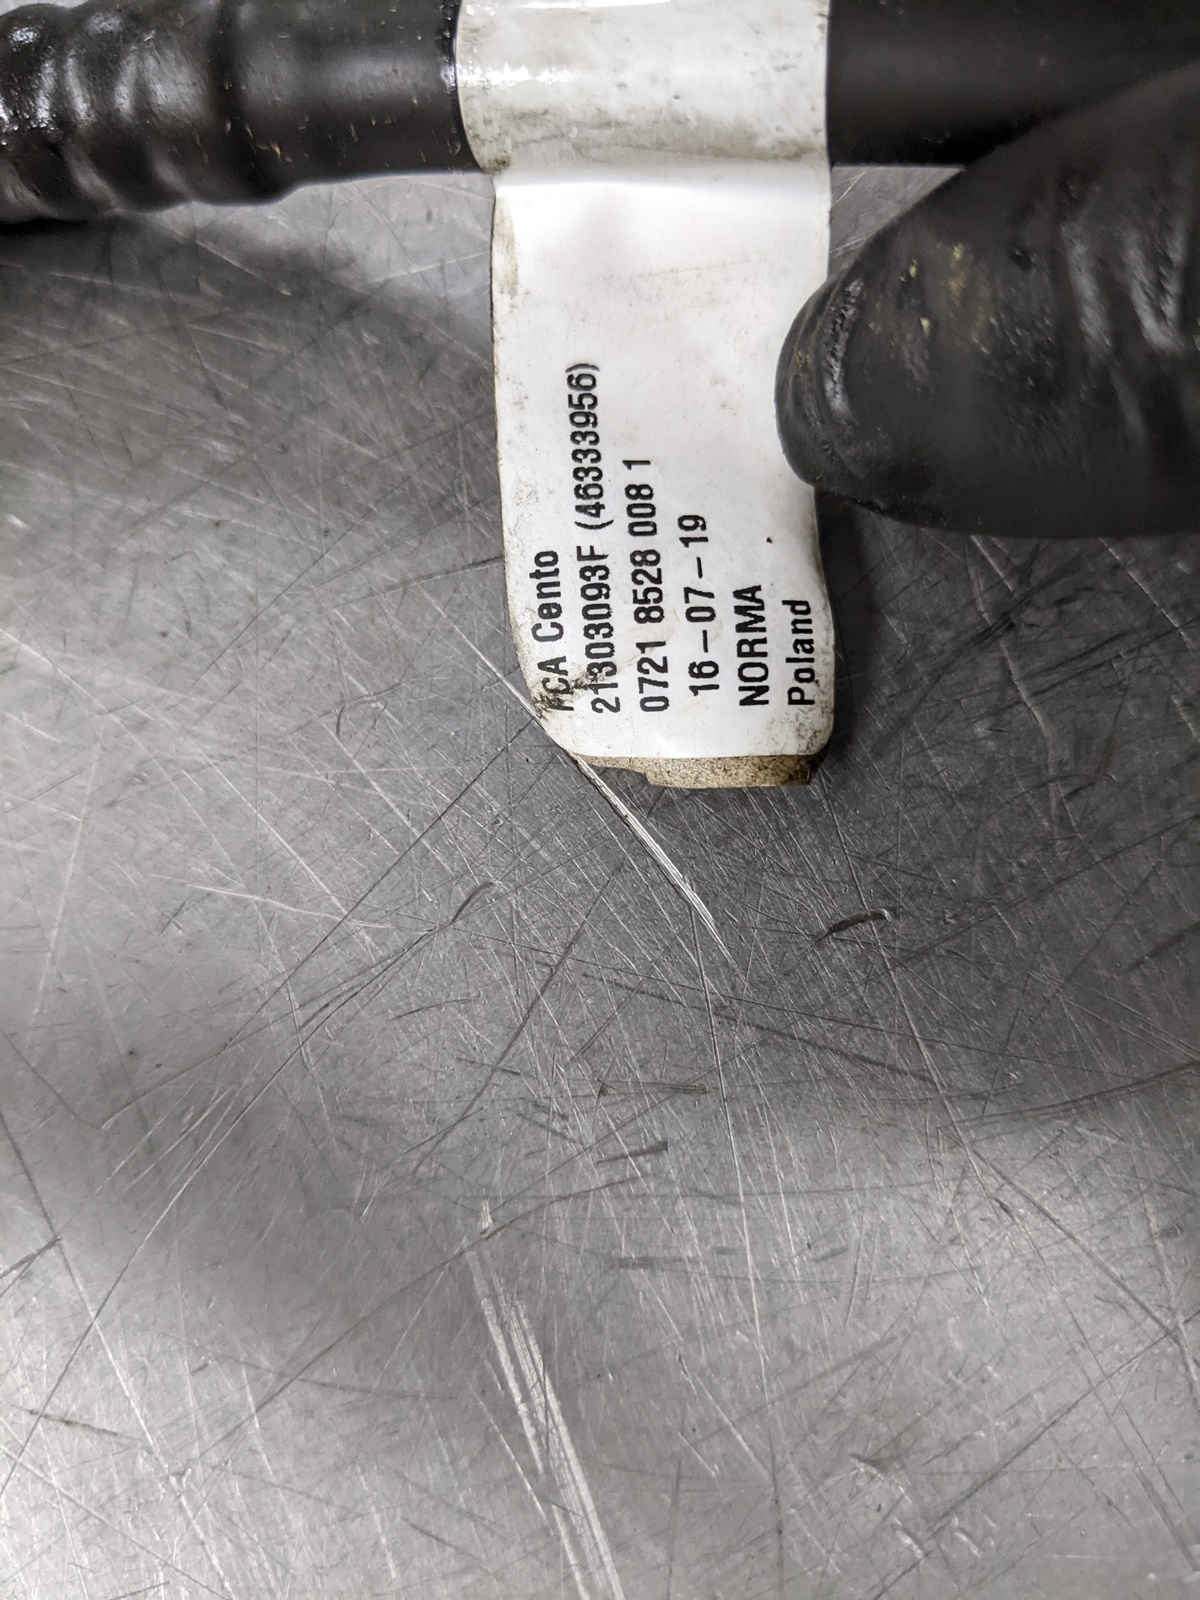 FCA Cento
21303093F (46333956)
0721 8528 008 1
16-07-19
NORMA
Poland